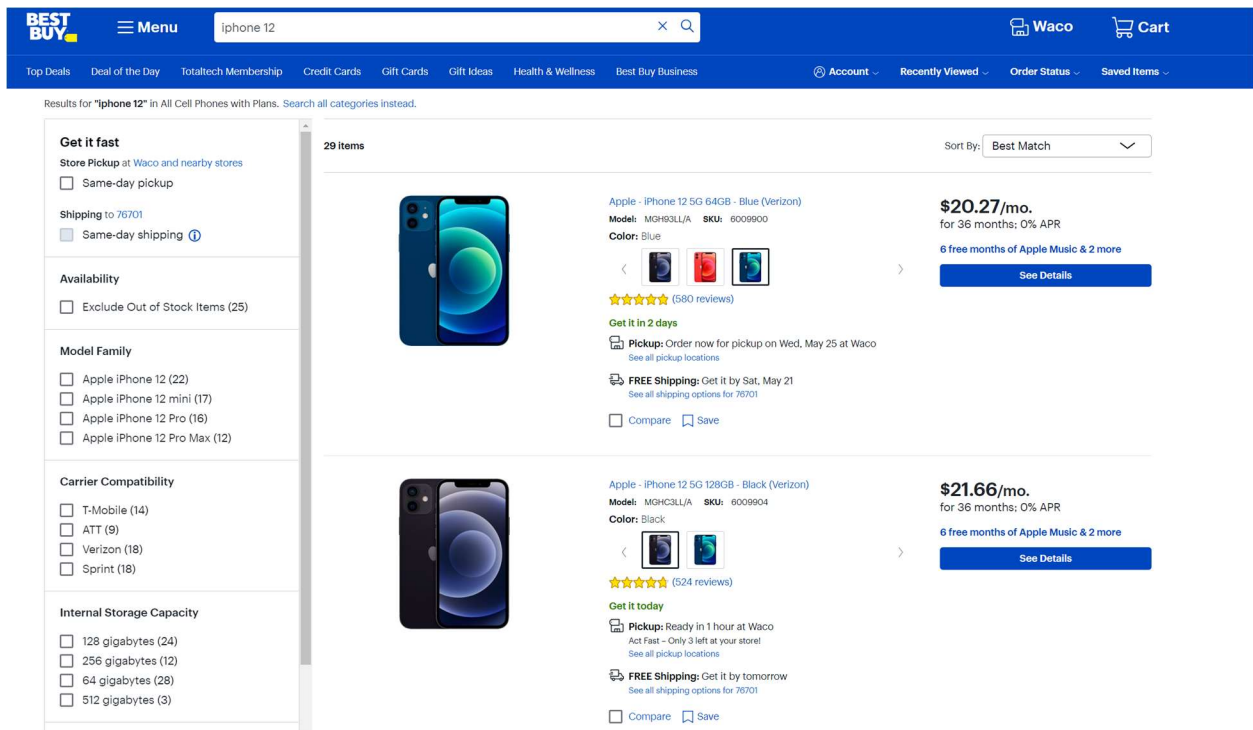 BEST BUY
Menu
iphone 12
Waco
Cart
Top Deals Deal of the Day Totaltech Membership Credit Cards Gift Cards Gift Ideas Health & Wellness Best Buy Business Account Recently Viewed Order Status Saved Items
Results for "iphone 12" in All Cell Phones with Plans. Search all categories instead.
Get it fast
Store Pickup at Waco and nearby stores
Same-day pickup
Shipping to 76701
Same-day shipping
Availability
Exclude Out of Stock Items (25)
Model Family
Apple iPhone 12 (22)
Apple iPhone 12 mini (17)
Apple iPhone 12 Pro (16)
Apple iPhone 12 Pro Max (12)
Carrier Compatibility
T-Mobile (14)
ATT (9)
Verizon (18)
Sprint (18)
Internal Storage Capacity
128 gigabytes (24)
256 gigabytes (12)
64 gigabytes (28)
512 gigabytes (3)
29 items
Sort By: Best Match
Apple - iPhone 12 5G 64GB - Blue (Verizon)
Model: MGH93LL/A SKU: 6009900
Color: Blue
(580 reviews)
Get it in 2 days
Pickup: Order now for pickup on Wed, May 25 at Waco
See all pickup locations
FREE Shipping: Get it by Sat, May 21
See all shipping options for 76701
Compare Save
$20.27/mo.
for 36 months; 0% APR
6 free months of Apple Music & 2 more
See Details
Apple - iPhone 12 5G 128GB - Black (Verizon)
Model: MGHC3LL/A SKU: 6009904
Color: Black
(524 reviews)
Get it today
Pickup: Ready in 1 hour at Waco
Act Fast – Only 3 left at your store!
See all pickup locations
FREE Shipping: Get it by tomorrow
See all shipping options for 76701
Compare Save
$21.66/mo.
for 36 months; 0% APR
6 free months of Apple Music & 2 more
See Details